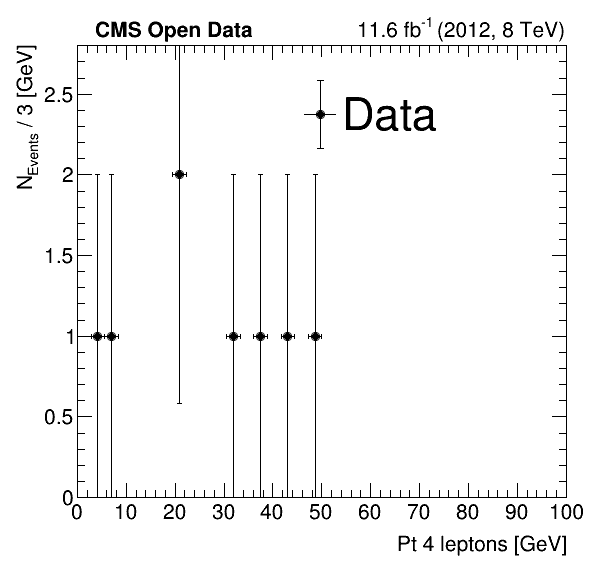 CMS Open Data 11.6 fb⁻¹ (2012, 8 TeV)
N_Events / 3 [GeV]
Data
2.5
2
1.5
1
0.5
0
0 10 20 30 40 50 60 70 80 90 100
Pt 4 leptons [GeV]